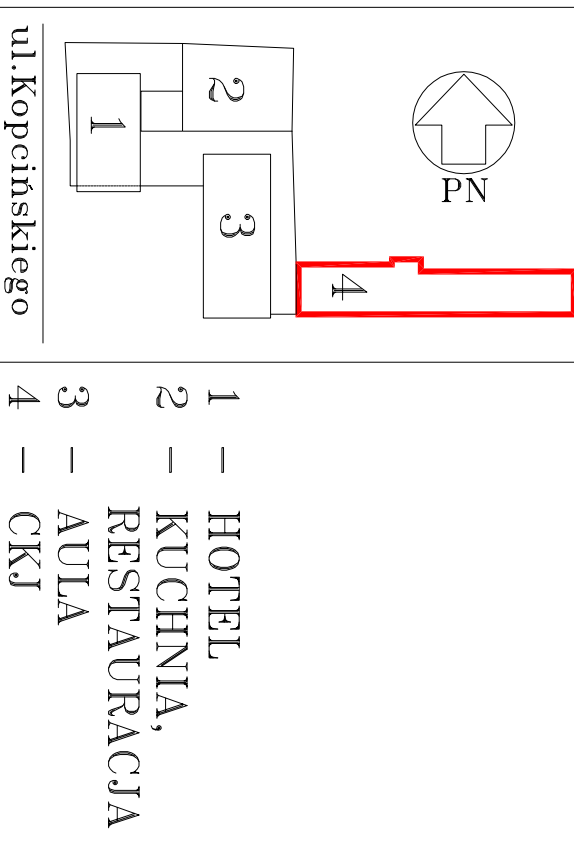 PN
2
1
3
4
ul.Kopcińskiego
1 – HOTEL
2 – KUCHNIA,
RESTAURACJA
3 – AULA
4 – CKJ